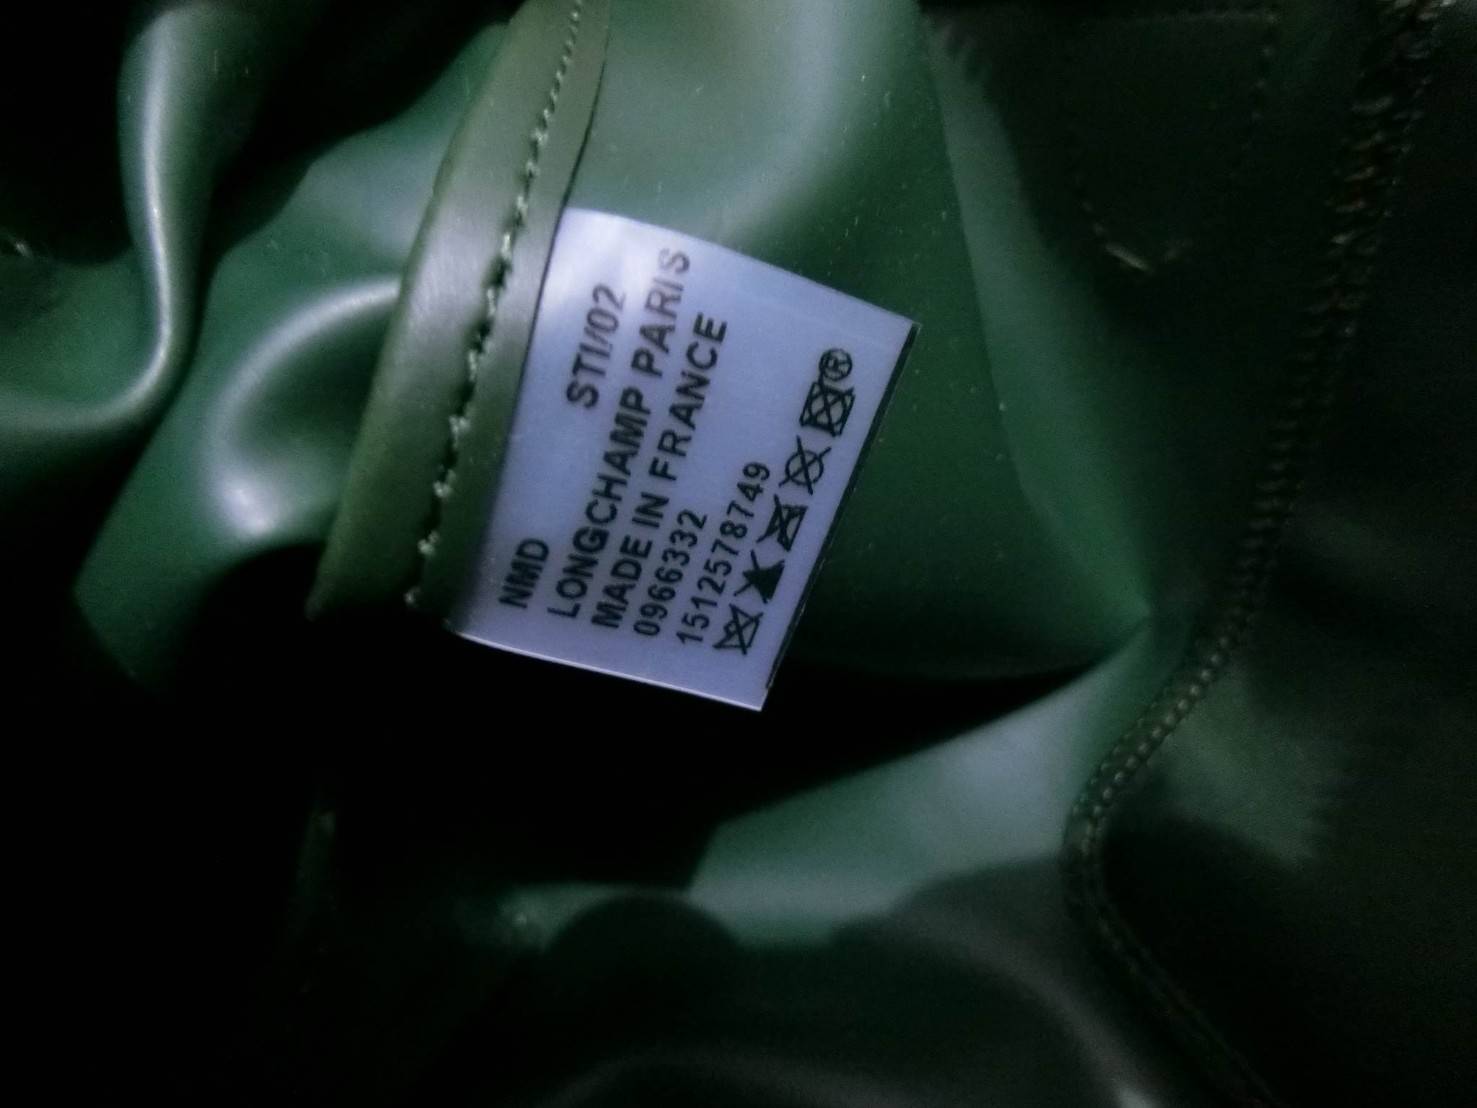 NMD STI/02
LONGCHAMP PARIS
MADE IN FRANCE
0966332
1512578749